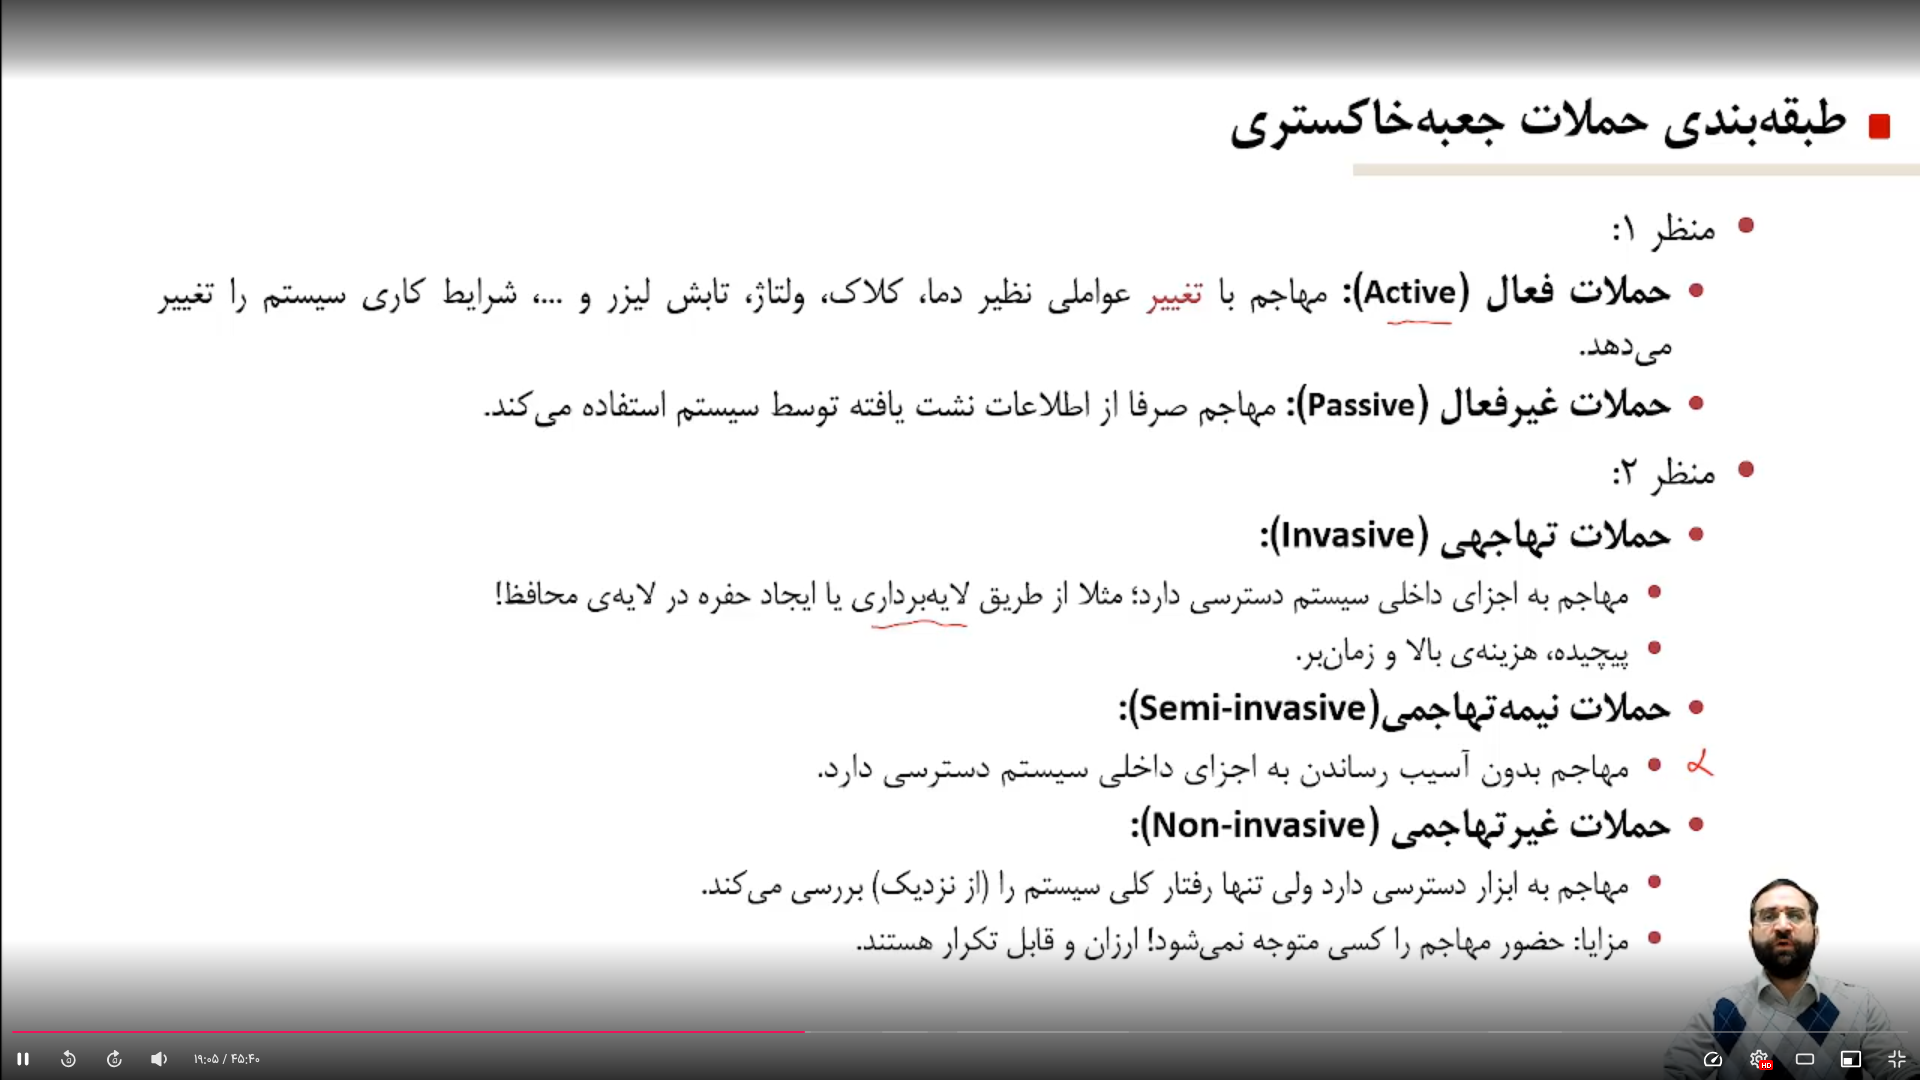 طبقه‌بندی حملات جعبه‌خاکستری
منظر ۱:
حملات فعال (Active): مهاجم با تغییر عواملی نظیر دما، کلاک، ولتاژ، تابش لیزر و ...، شرایط کاری سیستم را تغییر
می‌دهد.
حملات غیرفعال (Passive): مهاجم صرفا از اطلاعات نشت یافته توسط سیستم استفاده می‌کند.
منظر ۲:
حملات تهاجهی (Invasive):
مهاجم به اجزای داخلی سیستم دسترسی دارد؛ مثلا از طریق لایه‌برداری یا ایجاد حفره در لایه‌ی محافظ!
پیچیده، هزینه‌ی بالا و زمان‌بر.
حملات نیمه‌تهاجمی(Semi-invasive):
مهاجم بدون آسیب رساندن به اجزای داخلی سیستم دسترسی دارد.
حملات غیرتهاجمی (Non-invasive):
مهاجم به ابزار دسترسی دارد ولی تنها رفتار کلی سیستم را (از نزدیک) بررسی می‌کند.
مزایا: حضور مهاجم را کسی متوجه نمی‌شود! ارزان و قابل تکرار هستند.
۱۹:۰۵ / ۴۵:۴۰
HD